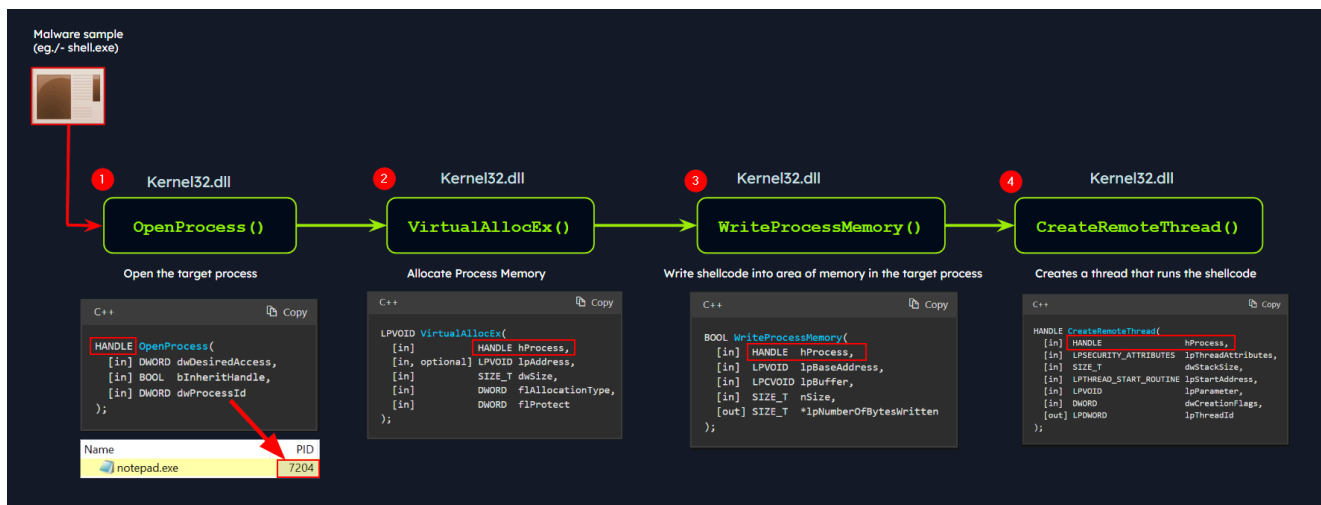 Malware sample
(eg./- shell.exe)
1
Kernel32.dll
OpenProcess()
Open the target process
C++
Copy
HANDLE OpenProcess(
[in] DWORD dwDesiredAccess,
[in] BOOL bInheritHandle,
[in] DWORD dwProcessId
);
Name PID
notepad.exe 7204
2
Kernel32.dll
VirtualAllocEx()
Allocate Process Memory
C++
Copy
LPVOID VirtualAllocEx(
[in] HANDLE hProcess,
[in, optional] LPVOID lpAddress,
[in] SIZE_T dwSize,
[in] DWORD flAllocationType,
[in] DWORD flProtect
);
3
Kernel32.dll
WriteProcessMemory()
Write shellcode into area of memory in the target process
C++
Copy
BOOL WriteProcessMemory(
[in] HANDLE hProcess,
[in] LPVOID lpBaseAddress,
[in] LPCVOID lpBuffer,
[in] SIZE_T nSize,
[out] SIZE_T *lpNumberOfBytesWritten
);
4
Kernel32.dll
CreateRemoteThread()
Creates a thread that runs the shellcode
C++
Copy
HANDLE CreateRemoteThread(
[in] HANDLE hProcess,
[in] LPSECURITY_ATTRIBUTES lpThreadAttributes,
[in] SIZE_T dwStackSize,
[in] LPTHREAD_START_ROUTINE lpStartAddress,
[in] LPVOID lpParameter,
[in] DWORD dwCreationFlags,
[out] LPDWORD lpThreadId
);